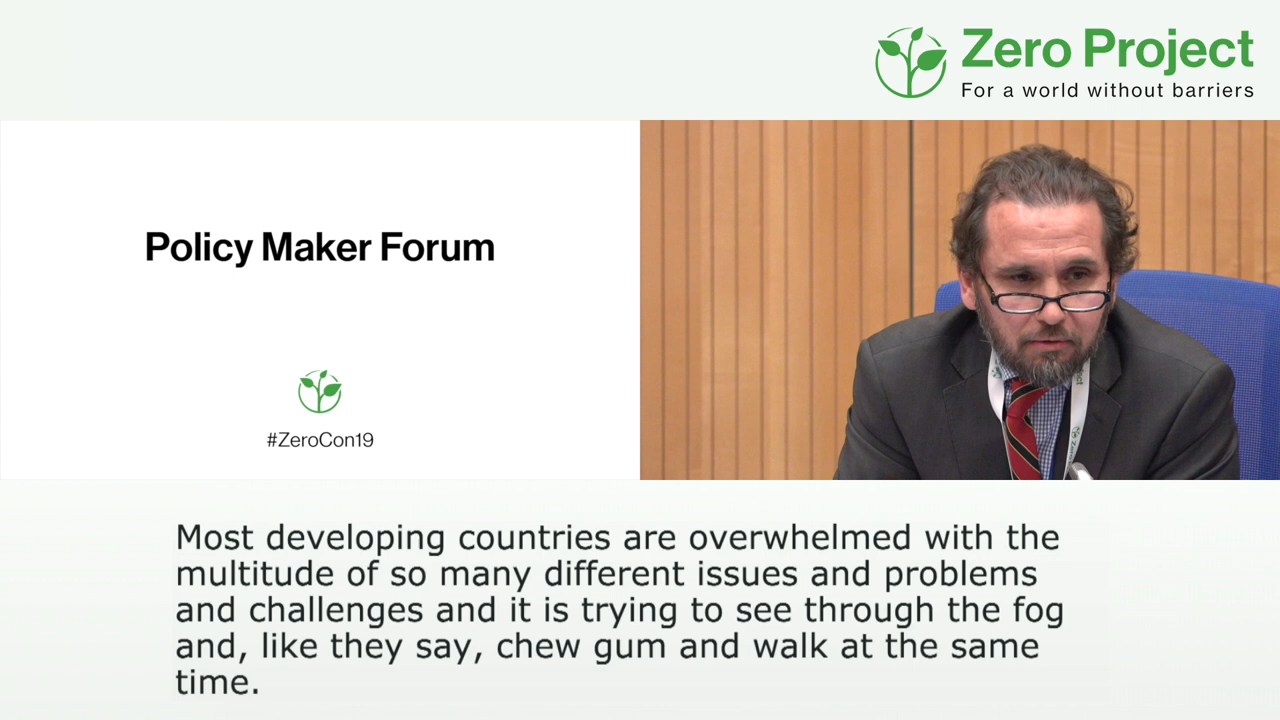 Zero Project
For a world without barriers
Policy Maker Forum
#ZeroCon19
Most developing countries are overwhelmed with the
multitude of so many different issues and problems
and challenges and it is trying to see through the fog
and, like they say, chew gum and walk at the same
time.